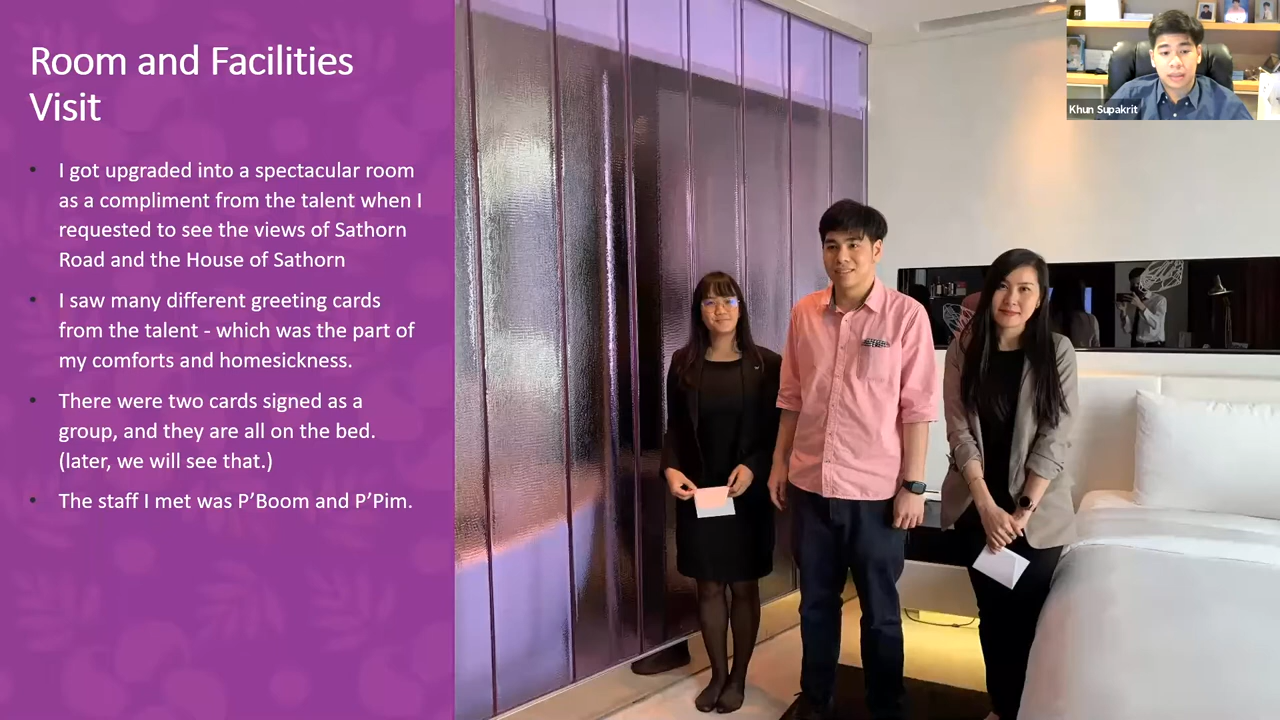 Room and Facilities
Visit
• I got upgraded into a spectacular room
as a compliment from the talent when I
requested to see the views of Sathorn
Road and the House of Sathorn
• I saw many different greeting cards
from the talent - which was the part of
my comforts and homesickness.
• There were two cards signed as a
group, and they are all on the bed.
(later, we will see that.)
• The staff I met was P’Boom and P’Pim.
Khun Supakrit